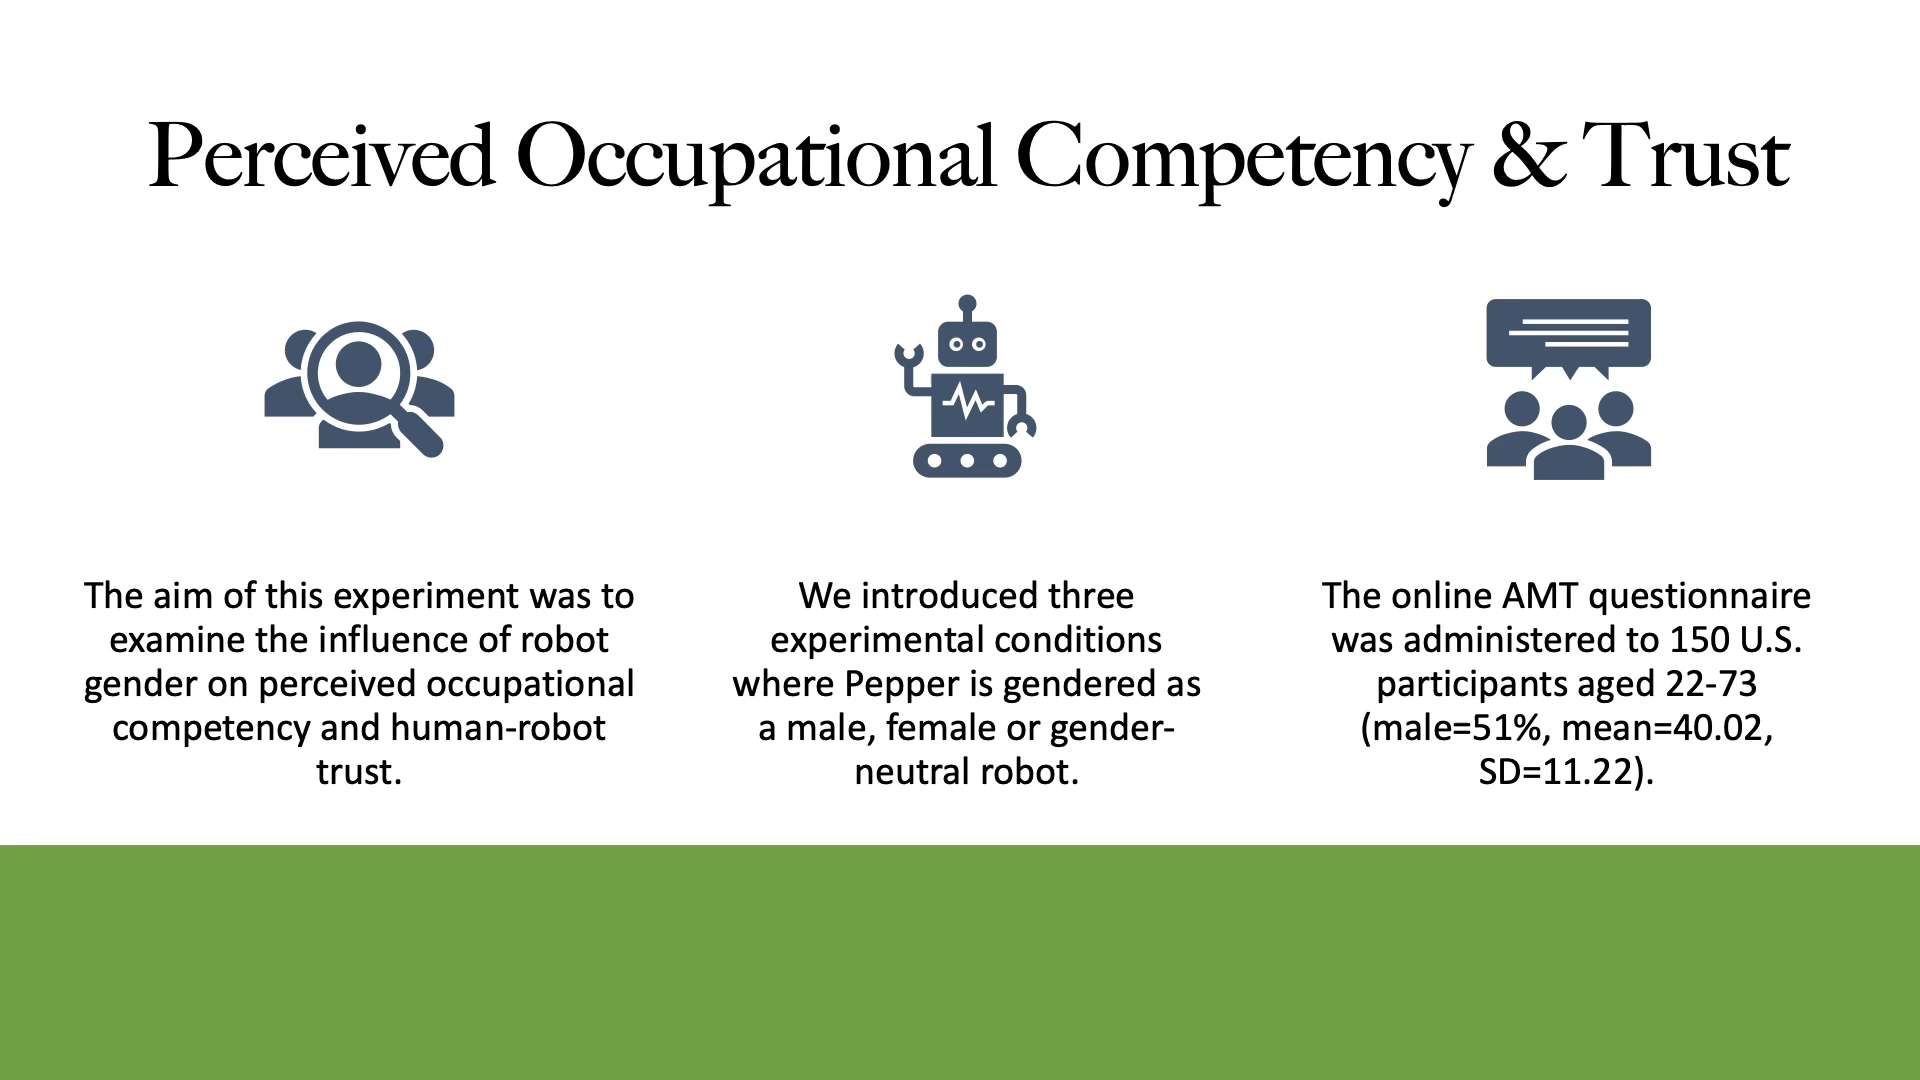 Perceived Occupational Competency & Trust
The aim of this experiment was to
examine the influence of robot
gender on perceived occupational
competency and human-robot
trust.
We introduced three
experimental conditions
where Pepper is gendered as
a male, female or gender-
neutral robot.
The online AMT questionnaire
was administered to 150 U.S.
participants aged 22-73
(male=51%, mean=40.02,
SD=11.22).